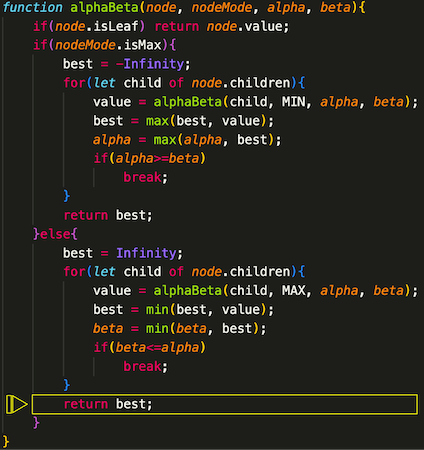 function alphaBeta(node, nodeMode, alpha, beta){
if(node.isLeaf) return node.value;
if(nodeMode.isMax){
best = -Infinity;
for(let child of node.children){
value = alphaBeta(child, MIN, alpha, beta);
best = max(best, value);
alpha = max(alpha, best);
if(alpha>=beta)
break;
}
return best;
}else{
best = Infinity;
for(let child of node.children){
value = alphaBeta(child, MAX, alpha, beta);
best = min(best, value);
beta = min(beta, best);
if(beta<=alpha)
break;
}
return best;
}
}